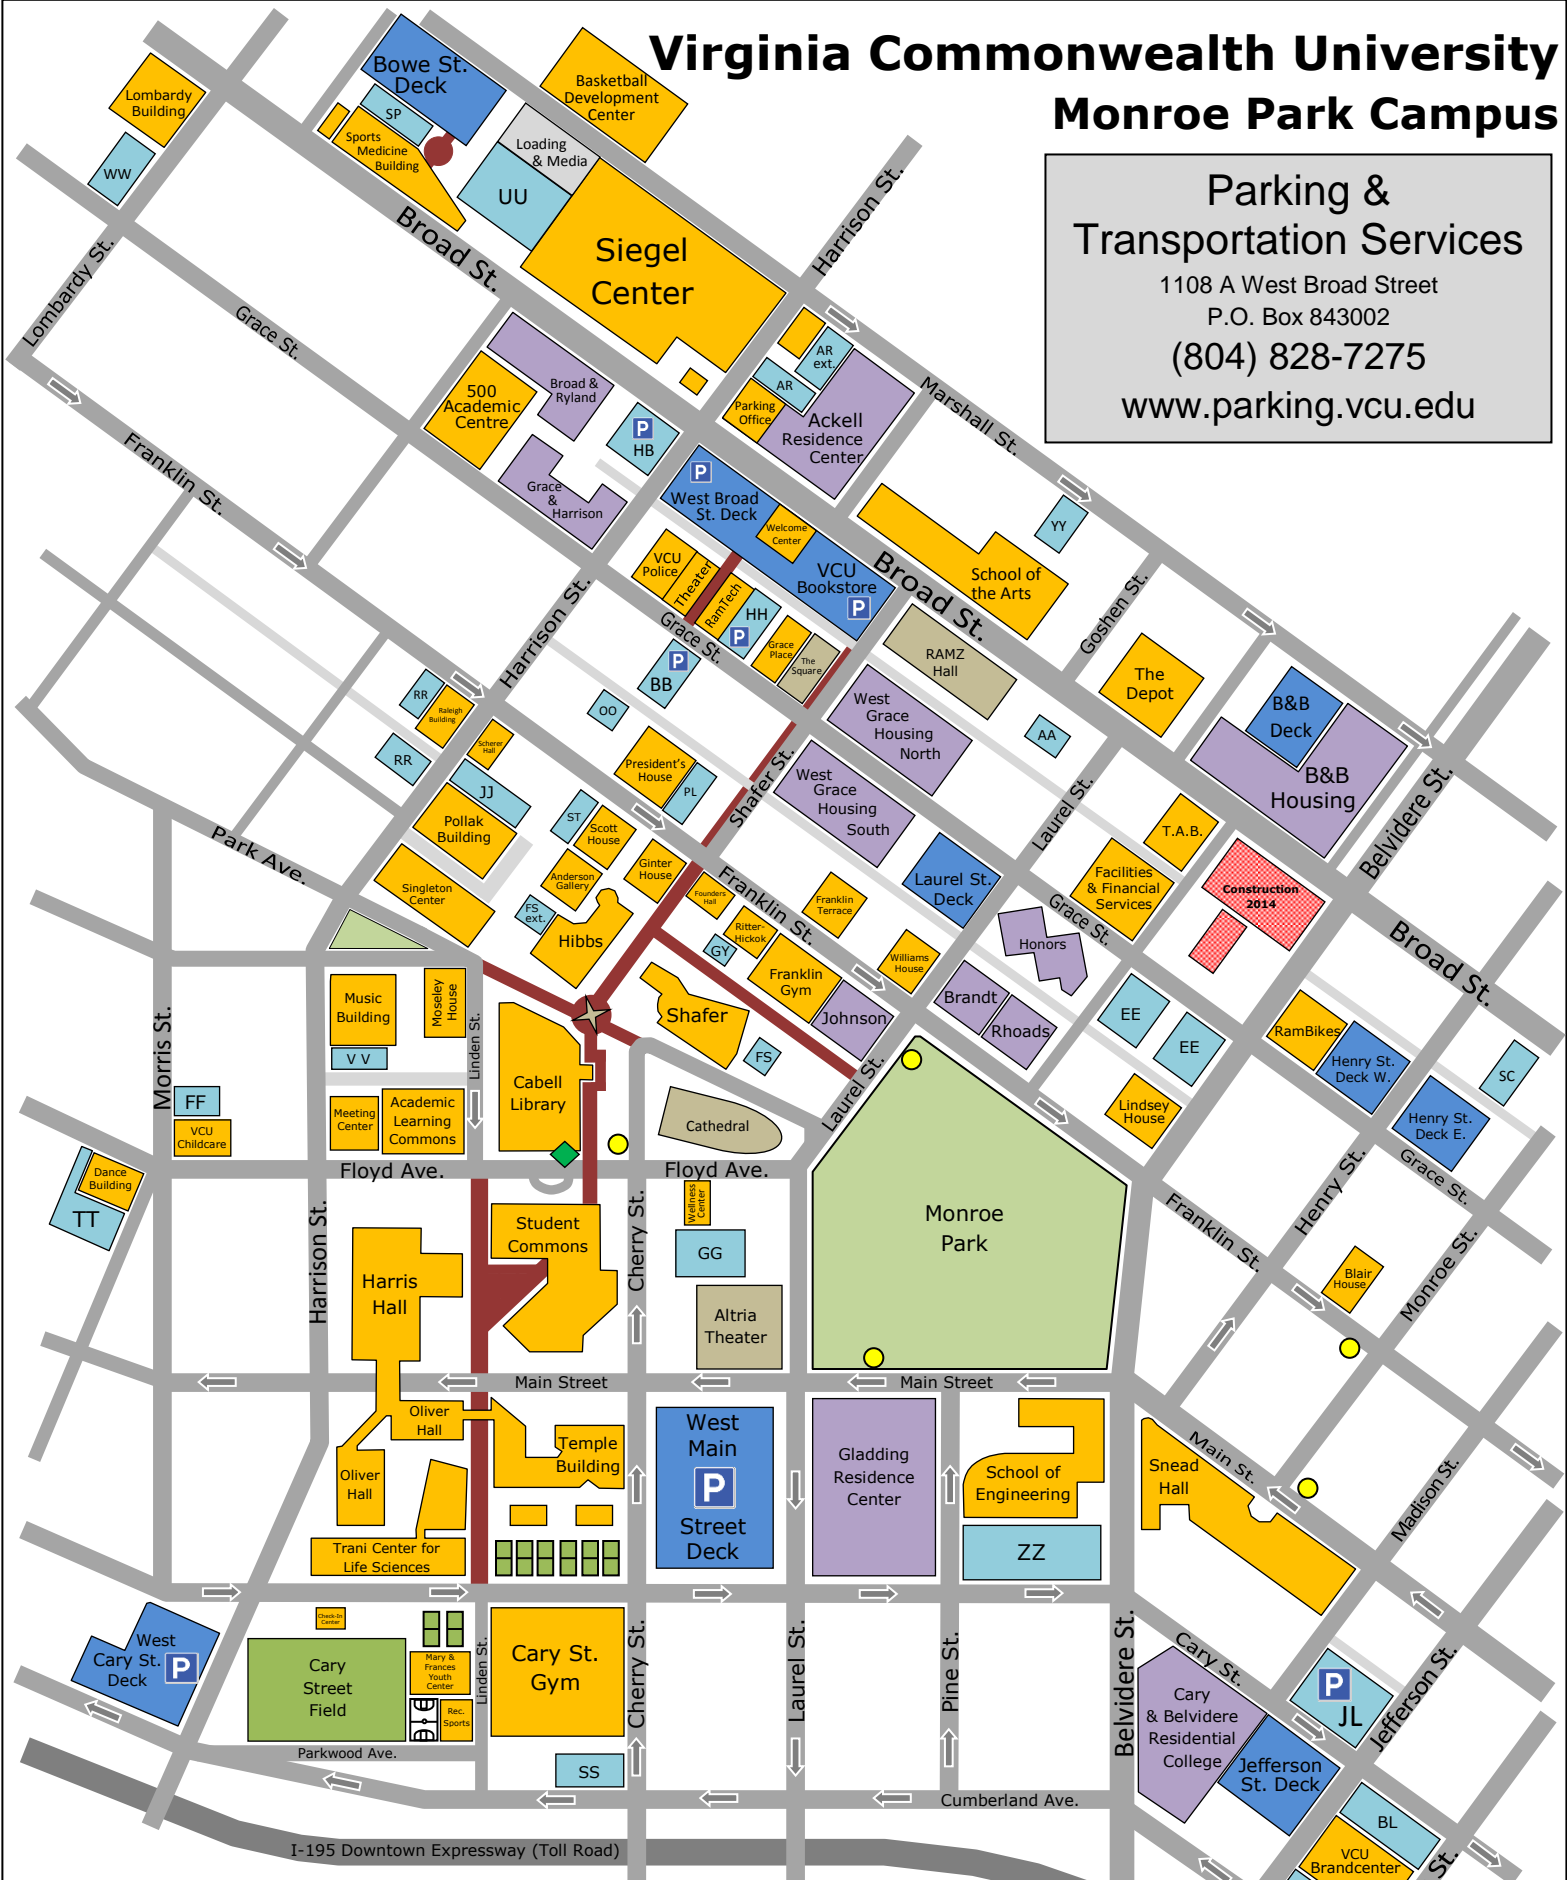 Virginia Commonwealth University
Monroe Park Campus
Parking &
Transportation Services
1108 A West Broad Street
P.O. Box 843002
(804) 828-7275
www.parking.vcu.edu
Lombardy
Building
WW
Bowe St.
Deck
SP
Sports
Medicine
Building
Basketball
Development
Center
Loading
& Media
UU
Siegel
Center
Broad St.
Harrison St.
Lombardy St.
Grace St.
Franklin St.
AR
ext.
AR
Parking
Office
Ackell
Residence
Center
Marshall St.
Broad &
Ryland
500
Academic
Centre
P
HB
Grace
&
Harrison
P
West Broad
St. Deck
Welcome
Center
VCU
Bookstore
P
Broad St.
School of
the Arts
YY
Goshen St.
VCU
Police
Theater
RamTech
HH
P
Grace
Place
The
Square
Grace St.
Harrison St.
P
BB
OO
RAMZ
Hall
The
Depot
B&B
Deck
B&B
Housing
Belvidere St.
RR
Raleigh
Building
RR
Scherer
Hall
JJ
Pollak
Building
Singleton
Center
Park Ave.
President's
House
PL
Shafer St.
West
Grace
Housing
North
West
Grace
Housing
South
AA
Laurel St.
ST
Scott
House
Anderson
Gallery
FS
ext.
Hibbs
Ginter
House
Founders
Hall
Franklin St.
Ritter-
Hickok
GY
Franklin
Terrace
Franklin
Gym
Johnson
Williams
House
Laurel St.
Deck
Honors
Grace St.
T.A.B.
Facilities
& Financial
Services
Construction
2014
Broad St.
Brandt
Rhoads
EE
EE
Lindsey
House
RamBikes
Henry St.
Deck W.
Henry St.
Deck E.
SC
Music
Building
Moseley
House
V V
Linden St.
Morris St.
FF
VCU
Childcare
Meeting
Center
Academic
Learning
Commons
Cabell
Library
Shafer
FS
Cathedral
Laurel St.
Floyd Ave.
Floyd Ave.
Dance
Building
TT
Harrison St.
Harris
Hall
Student
Commons
Cherry St.
Wellness
Center
GG
Altria
Theater
Monroe
Park
Franklin St.
Henry St.
Grace St.
Monroe St.
Blair
House
Main Street
Main Street
Oliver
Hall
Oliver
Hall
Temple
Building
Trani Center for
Life Sciences
West
Main
P
Street
Deck
Gladding
Residence
Center
School of
Engineering
ZZ
Snead
Hall
Main St.
Madison St.
West
Cary St.
Deck
P
Check-In
Center
Cary
Street
Field
Mary &
Frances
Youth
Center
Rec.
Sports
Linden St.
Cary St.
Gym
Cherry St.
Laurel St.
Pine St.
Belvidere St.
Cary St.
P
JL
Jefferson St.
Cary
& Belvidere
Residential
College
Jefferson
St. Deck
Parkwood Ave.
SS
Cumberland Ave.
BL
VCU
Brandcenter
St.
I-195 Downtown Expressway (Toll Road)